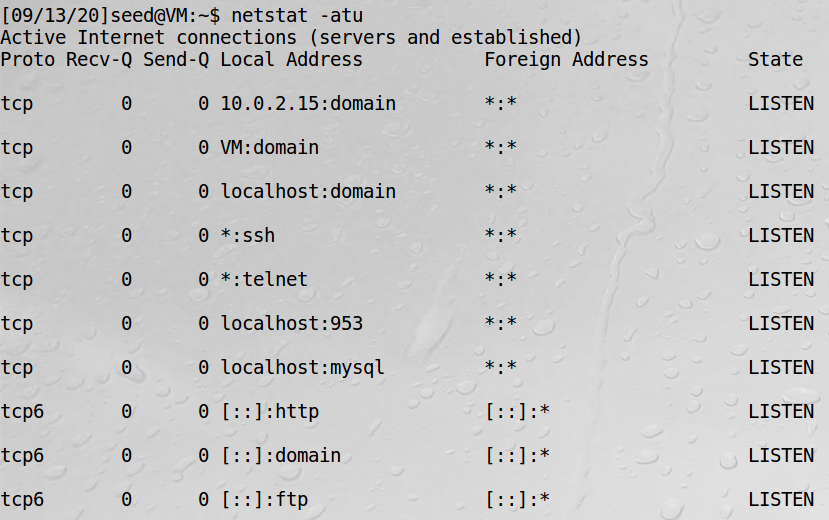 [09/13/20]seed@VM:~$ netstat -atu
Active Internet connections (servers and established)
Proto Recv-Q Send-Q Local Address           Foreign Address         State
tcp        0      0 10.0.2.15:domain        *:*                     LISTEN
tcp        0      0 VM:domain               *:*                     LISTEN
tcp        0      0 localhost:domain        *:*                     LISTEN
tcp        0      0 *:ssh                   *:*                     LISTEN
tcp        0      0 *:telnet                *:*                     LISTEN
tcp        0      0 localhost:953           *:*                     LISTEN
tcp        0      0 localhost:mysql         *:*                     LISTEN
tcp6       0      0 [::]:http               [::]:*                  LISTEN
tcp6       0      0 [::]:domain             [::]:*                  LISTEN
tcp6       0      0 [::]:ftp                [::]:*                  LISTEN